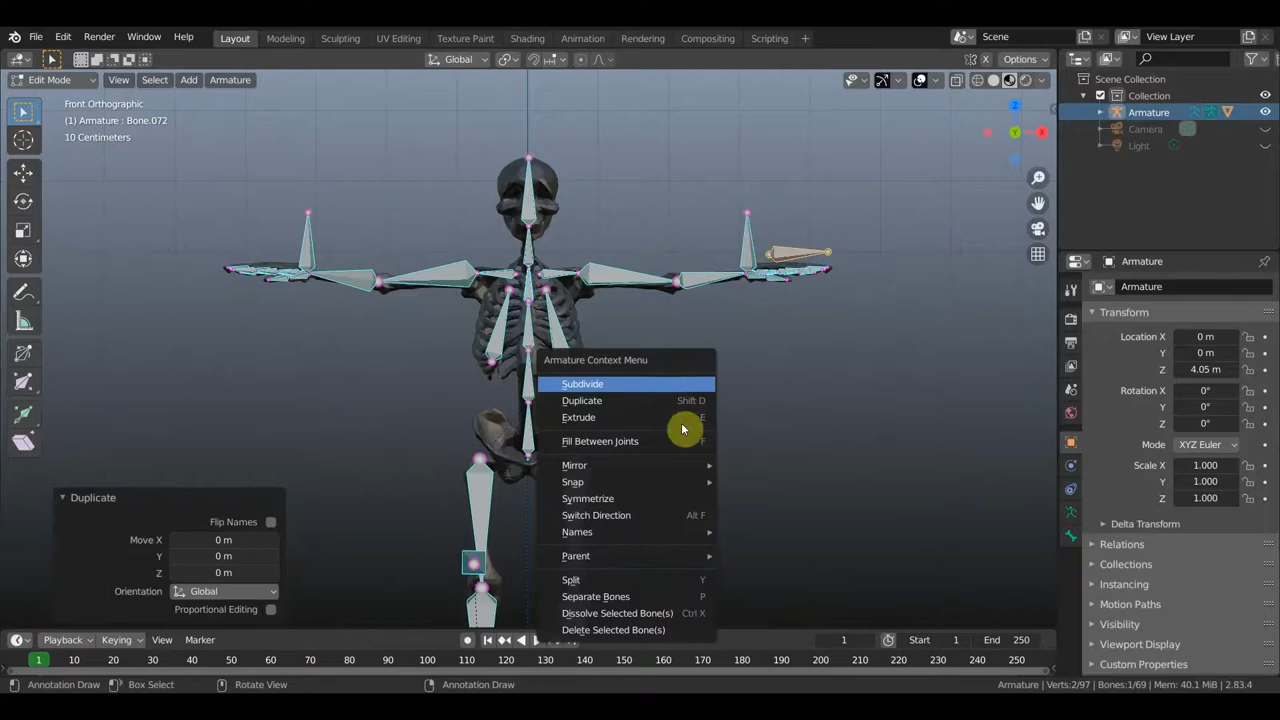 File Edit Render Window Help Layout Modeling Sculpting UV Editing Texture Paint Shading Animation Rendering Compositing Scripting + Scene View Layer
Global X Options
Edit Mode View Select Add Armature
Front Orthographic
(1) Armature : Bone.072
10 Centimeters
Z
Y
X
Scene Collection
Collection
Armature
Camera
Light
Armature
Armature
Transform
Location X 0 m
Y 0 m
Z 4.05 m
Rotation X 0°
Y 0°
Z 0°
Mode XYZ Euler
Scale X 1.000
Y 1.000
Z 1.000
Delta Transform
Relations
Collections
Instancing
Motion Paths
Visibility
Viewport Display
Custom Properties
Armature Context Menu
Subdivide
Duplicate Shift D
Extrude E
Fill Between Joints F
Mirror
Snap
Symmetrize
Switch Direction Alt F
Names
Parent
Split Y
Separate Bones P
Dissolve Selected Bone(s) Ctrl X
Delete Selected Bone(s)
Duplicate
Flip Names
Move X 0 m
Y 0 m
Z 0 m
Orientation Global
Proportional Editing
Playback Keying View Marker 1 Start 1 End 250
1 10 20 30 40 50 60 70 80 90 100 110 120 130 140 150 160 170 180 190 200 210 220 230 240 250
Annotation Draw Box Select Rotate View Annotation Draw Armature | Verts:2/97 | Bones:1/69 | Mem: 40.1 MiB | 2.83.4